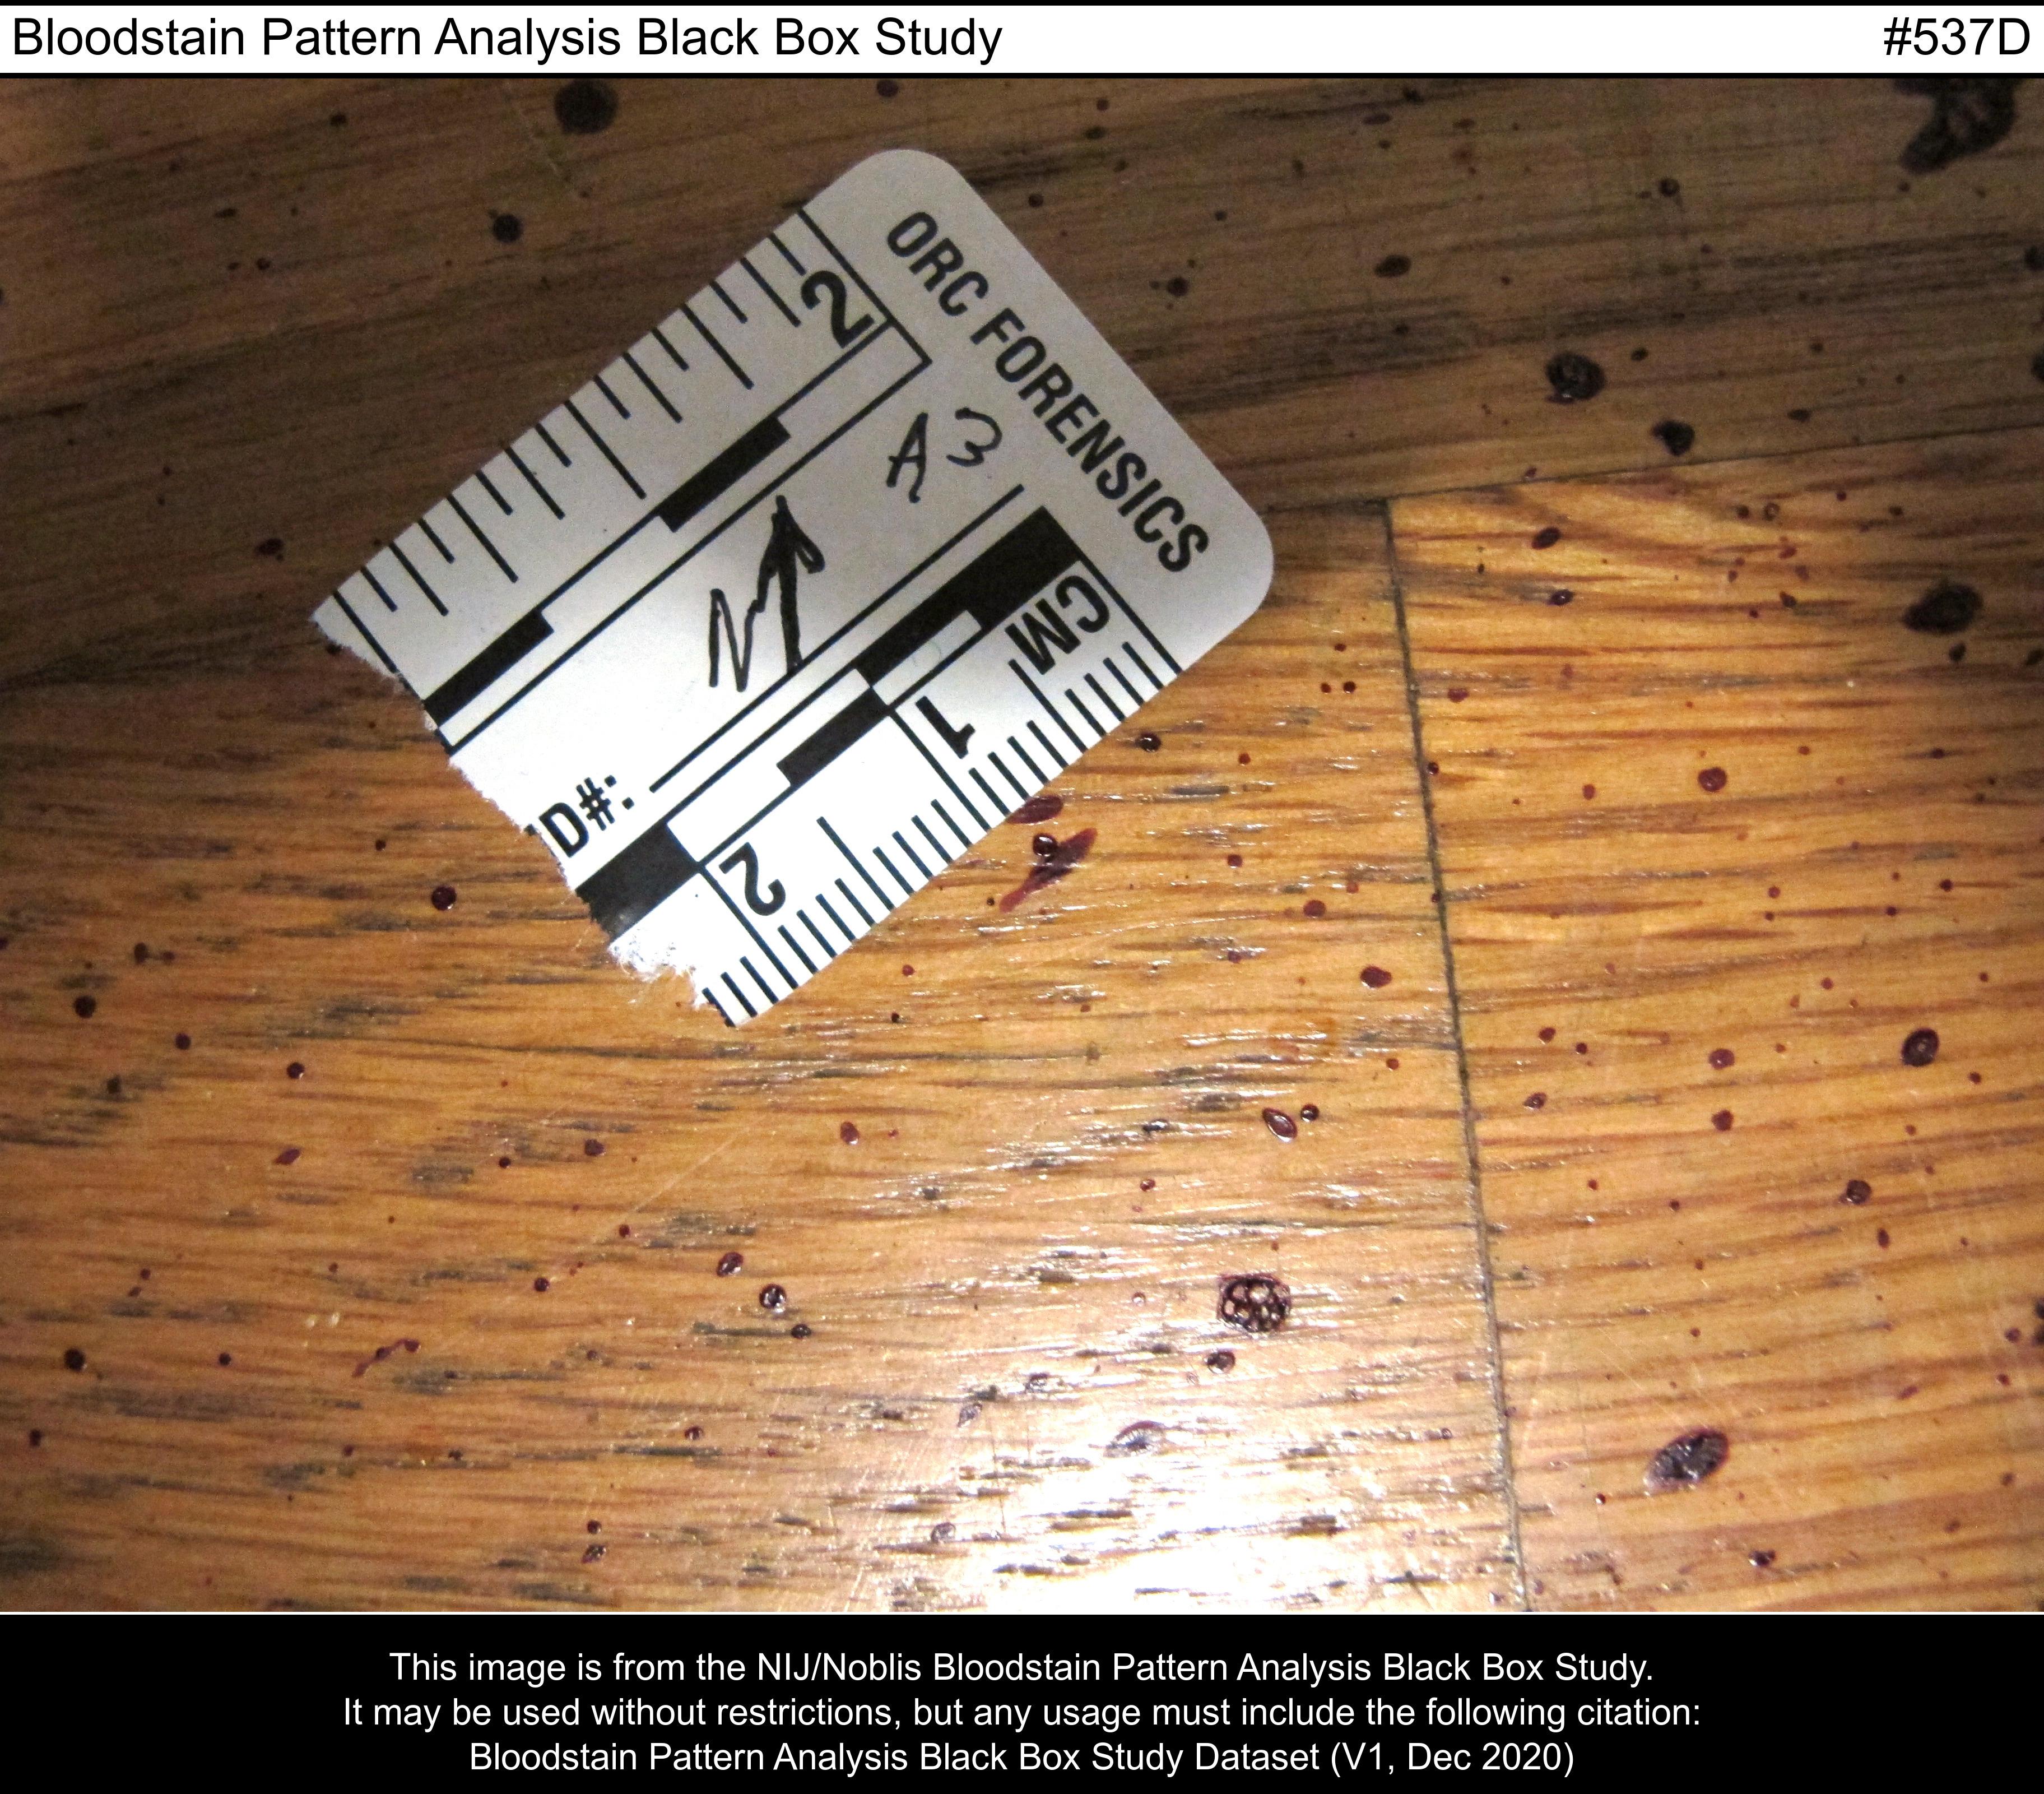 Bloodstain Pattern Analysis Black Box Study #537D
ORC FORENSICS
2
A3
N
ID#:
CM
1
2
This image is from the NIJ/Noblis Bloodstain Pattern Analysis Black Box Study.
It may be used without restrictions, but any usage must include the following citation:
Bloodstain Pattern Analysis Black Box Study Dataset (V1, Dec 2020)